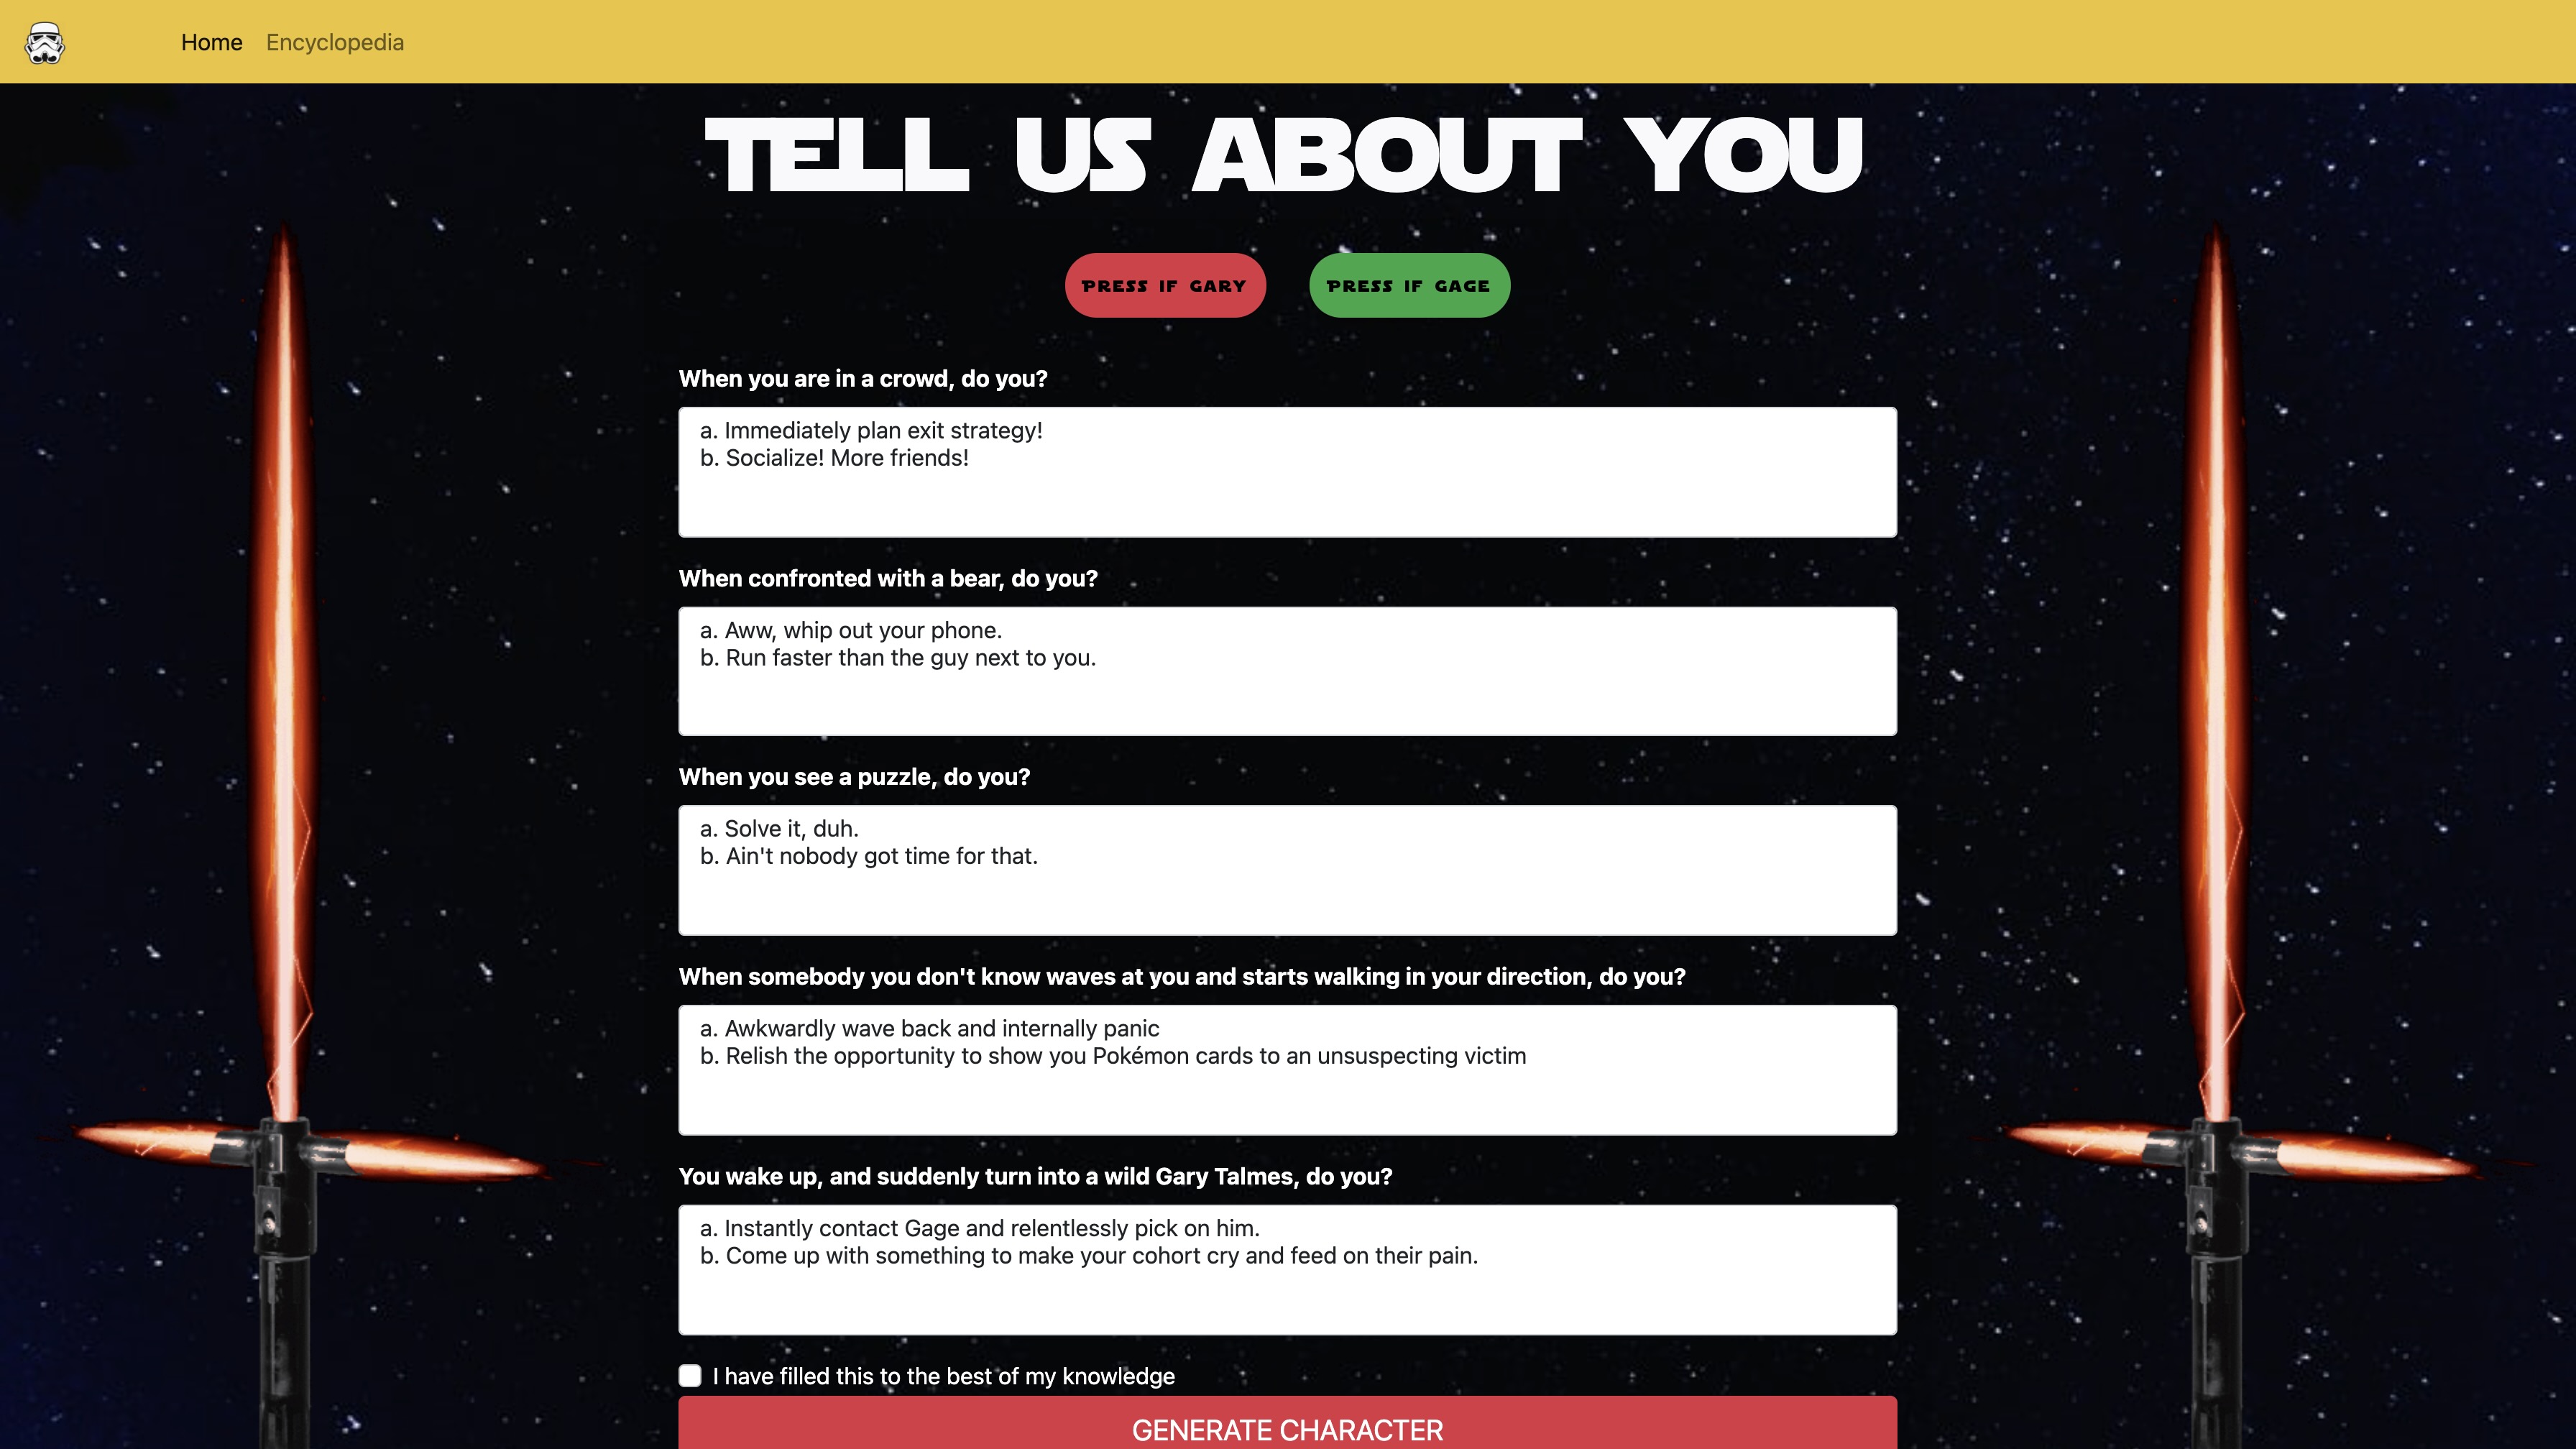 Home Encyclopedia
TELL US ABOUT YOU
PRESS IF GARY PRESS IF GAGE
When you are in a crowd, do you?
a. Immediately plan exit strategy!
b. Socialize! More friends!
When confronted with a bear, do you?
a. Aww, whip out your phone.
b. Run faster than the guy next to you.
When you see a puzzle, do you?
a. Solve it, duh.
b. Ain't nobody got time for that.
When somebody you don't know waves at you and starts walking in your direction, do you?
a. Awkwardly wave back and internally panic
b. Relish the opportunity to show you Pokémon cards to an unsuspecting victim
You wake up, and suddenly turn into a wild Gary Talmes, do you?
a. Instantly contact Gage and relentlessly pick on him.
b. Come up with something to make your cohort cry and feed on their pain.
I have filled this to the best of my knowledge
GENERATE CHARACTER